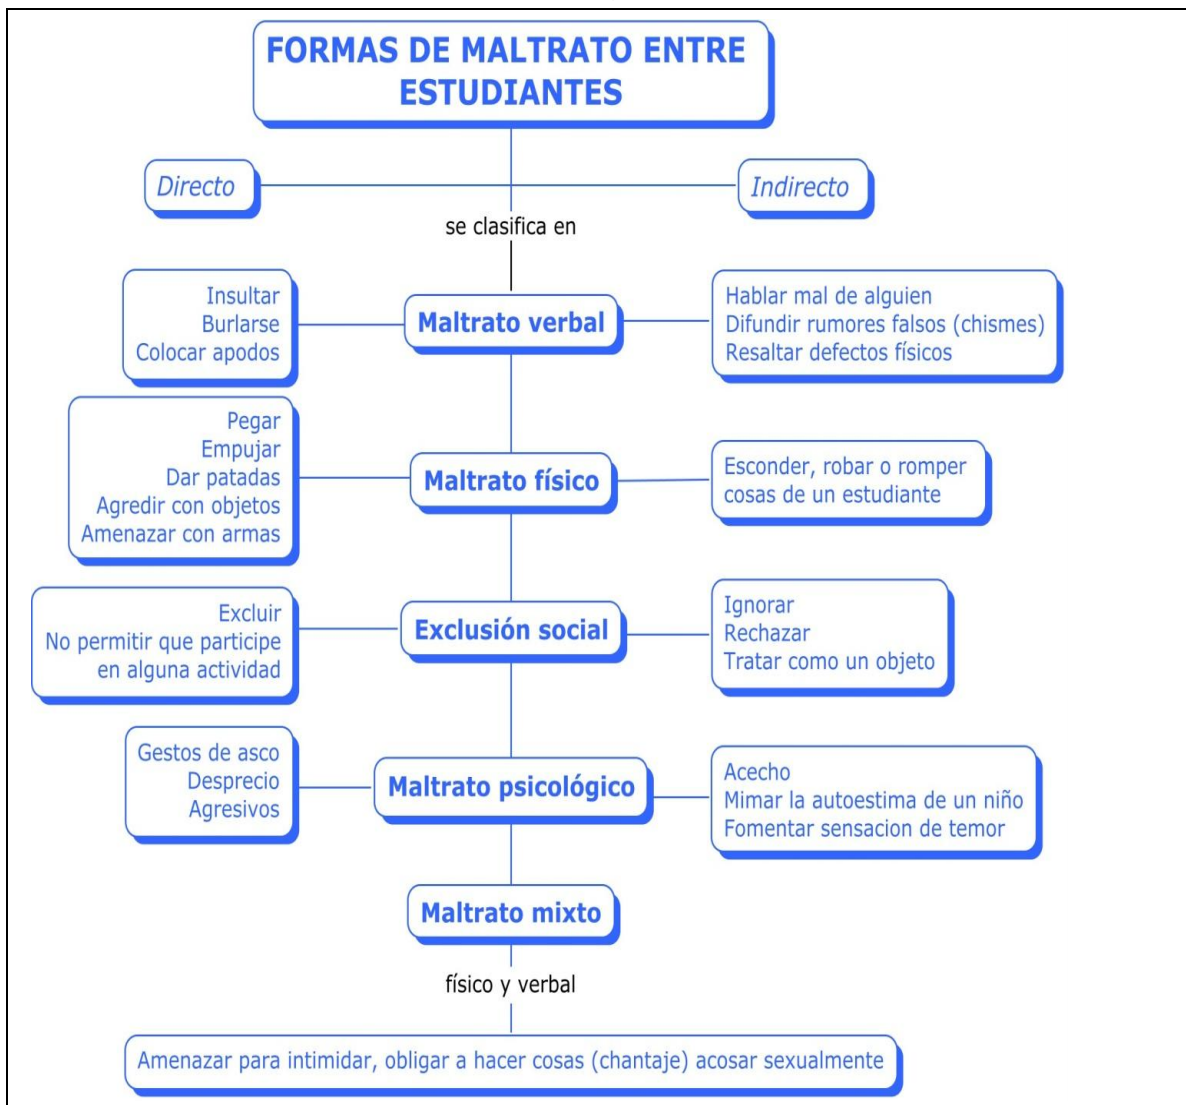 FORMAS DE MALTRATO ENTRE
ESTUDIANTES
Directo
Indirecto
se clasifica en
Insultar
Burlarse
Colocar apodos
Maltrato verbal
Hablar mal de alguien
Difundir rumores falsos (chismes)
Resaltar defectos físicos
Pegar
Empujar
Dar patadas
Agredir con objetos
Amenazar con armas
Maltrato físico
Esconder, robar o romper
cosas de un estudiante
Excluir
No permitir que participe
en alguna actividad
Exclusión social
Ignorar
Rechazar
Tratar como un objeto
Gestos de asco
Desprecio
Agresivos
Maltrato psicológico
Acecho
Mimar la autoestima de un niño
Fomentar sensacion de temor
Maltrato mixto
físico y verbal
Amenazar para intimidar, obligar a hacer cosas (chantaje) acosar sexualmente